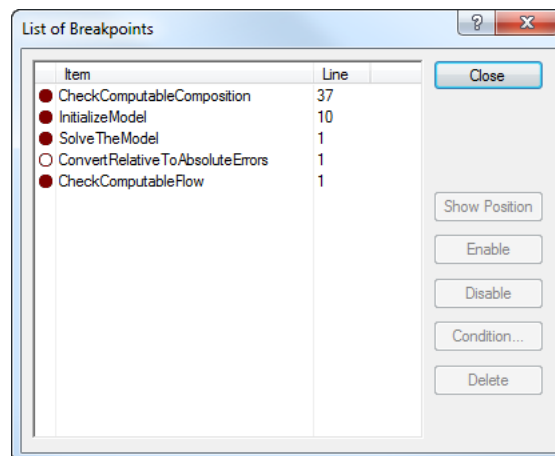 List of Breakpoints
?
X
Item Line
CheckComputableComposition 37
InitializeModel 10
SolveTheModel 1
ConvertRelativeToAbsoluteErrors 1
CheckComputableFlow 1
Close
Show Position
Enable
Disable
Condition...
Delete